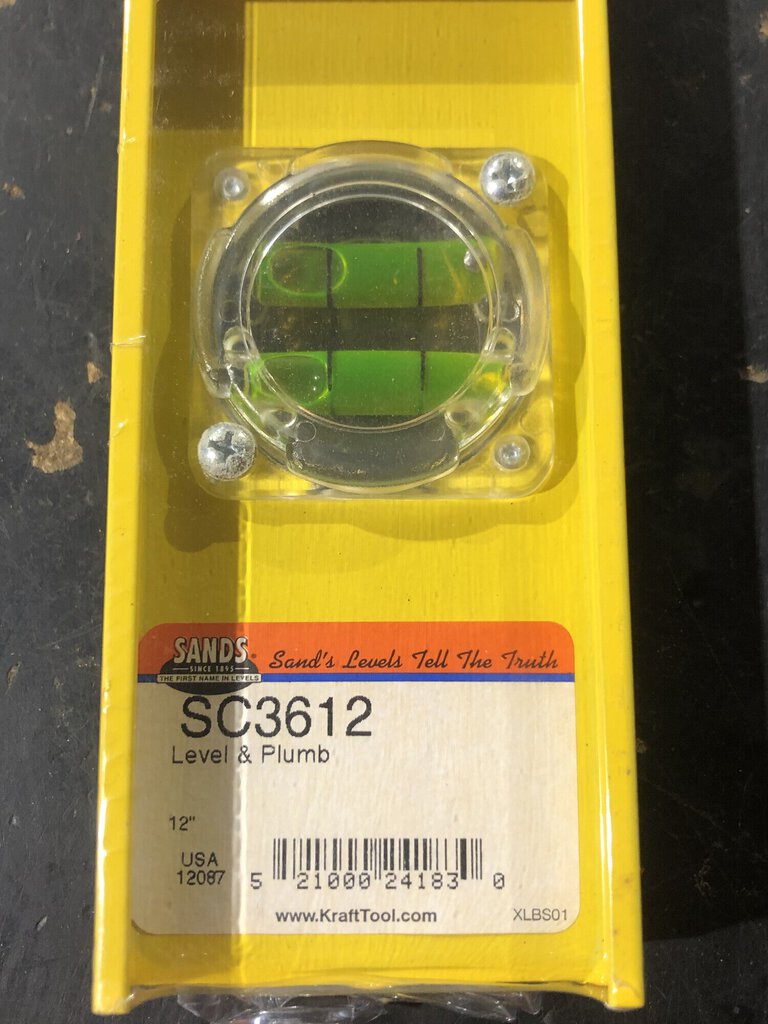 SANDS®
SINCE 1895
THE FIRST NAME IN LEVELS
Sand's Levels Tell The Truth
SC3612
Level & Plumb
12"
USA
12087
5 21000 24183 0
www.KraftTool.com
XLBS01